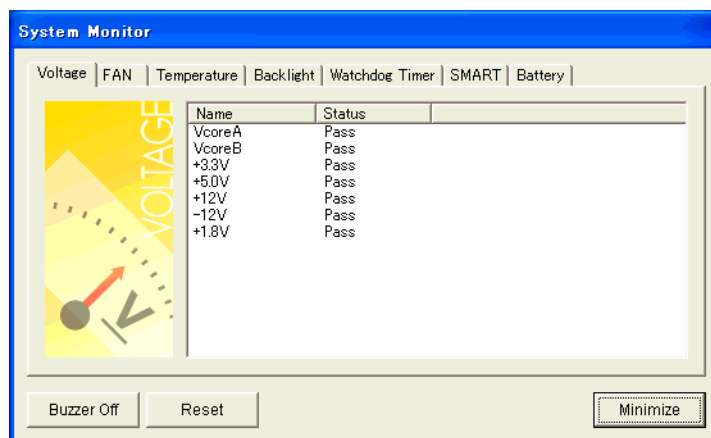 System Monitor
Voltage FAN Temperature Backlight Watchdog Timer SMART Battery
VOLTAGE
V
Name Status
VcoreA Pass
VcoreB Pass
+3.3V Pass
+5.0V Pass
+12V Pass
-12V Pass
+1.8V Pass
Buzzer Off Reset Minimize